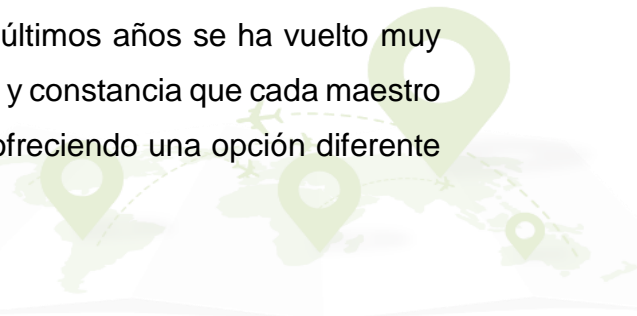 últimos años se ha vuelto muy
y constancia que cada maestro
ofreciendo una opción diferente